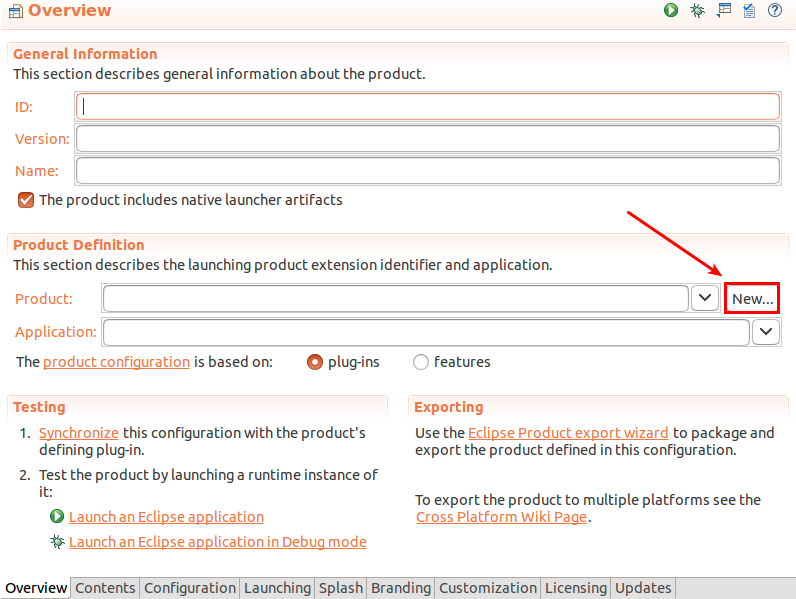 Overview
General Information
This section describes general information about the product.
ID:
Version:
Name:
The product includes native launcher artifacts
Product Definition
This section describes the launching product extension identifier and application.
Product:
New...
Application:
The product configuration is based on: plug-ins features
Testing
1. Synchronize this configuration with the product's
defining plug-in.
2. Test the product by launching a runtime instance of
it:
Launch an Eclipse application
Launch an Eclipse application in Debug mode
Exporting
Use the Eclipse Product export wizard to package and
export the product defined in this configuration.
To export the product to multiple platforms see the
Cross Platform Wiki Page.
Overview Contents Configuration Launching Splash Branding Customization Licensing Updates